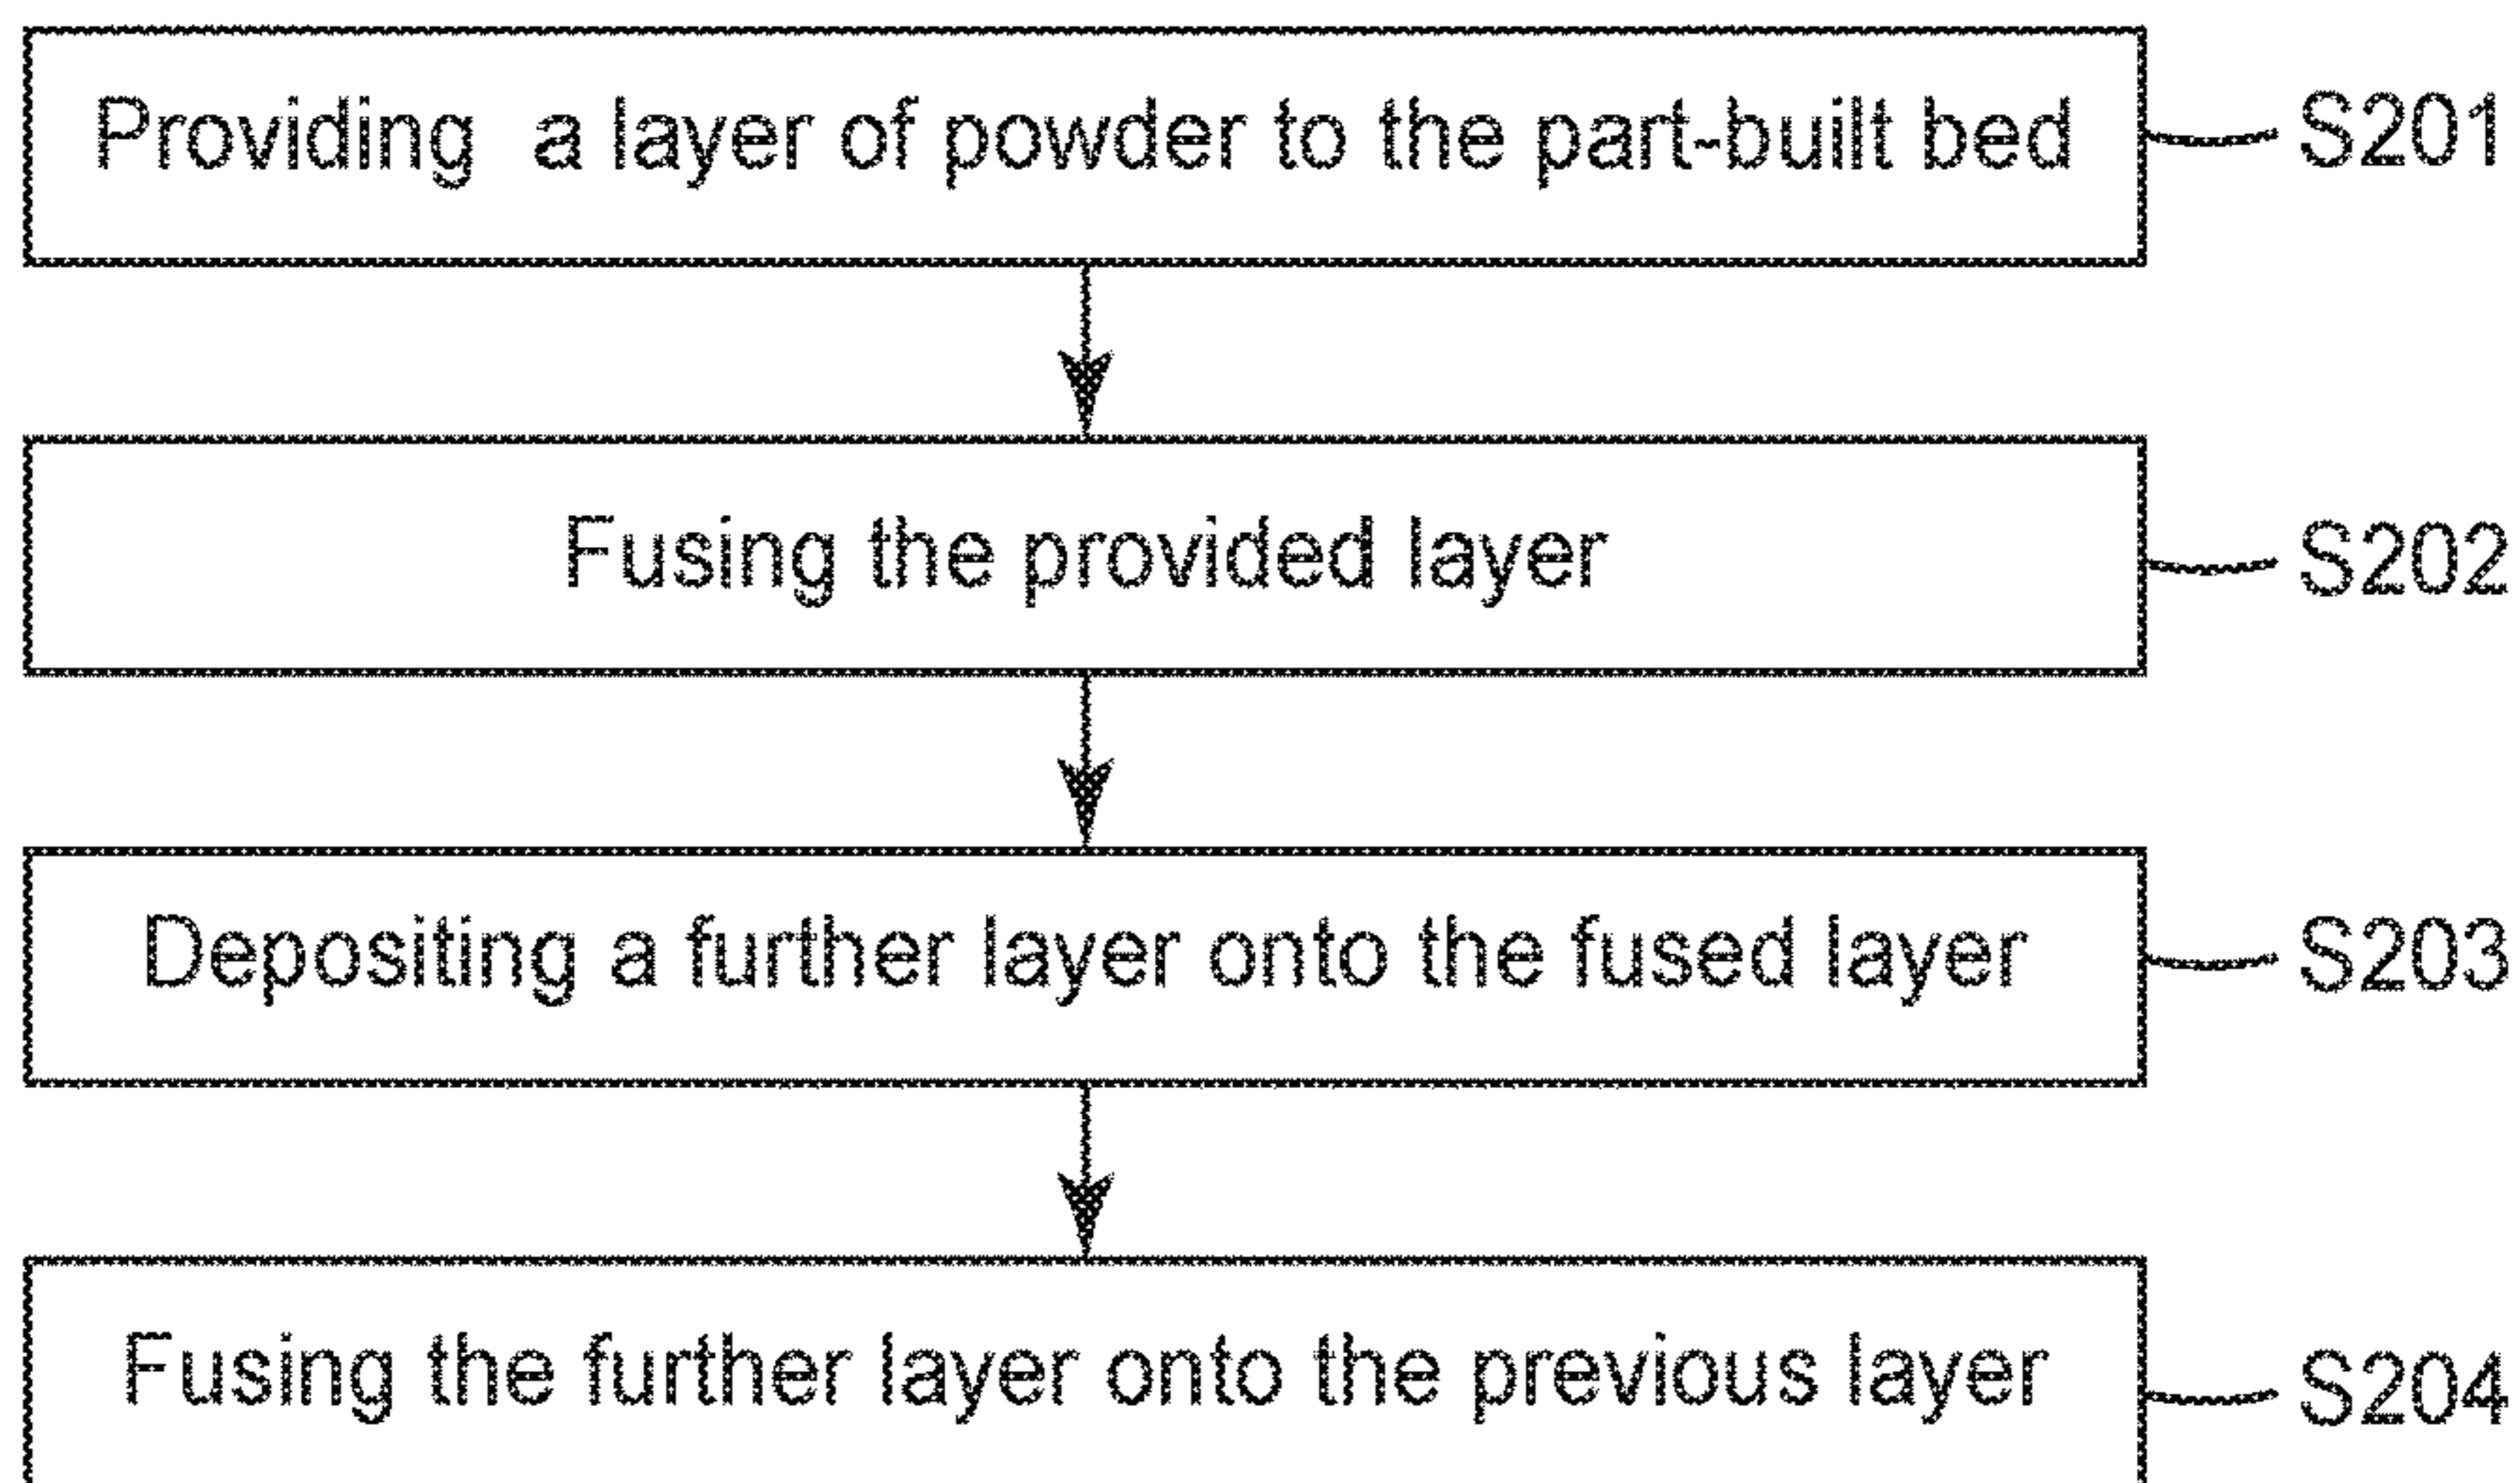 Providing a layer of powder to the part-built bed S201
Fusing the provided layer S202
Depositing a further layer onto the fused layer S203
Fusing the further layer onto the previous layer S204